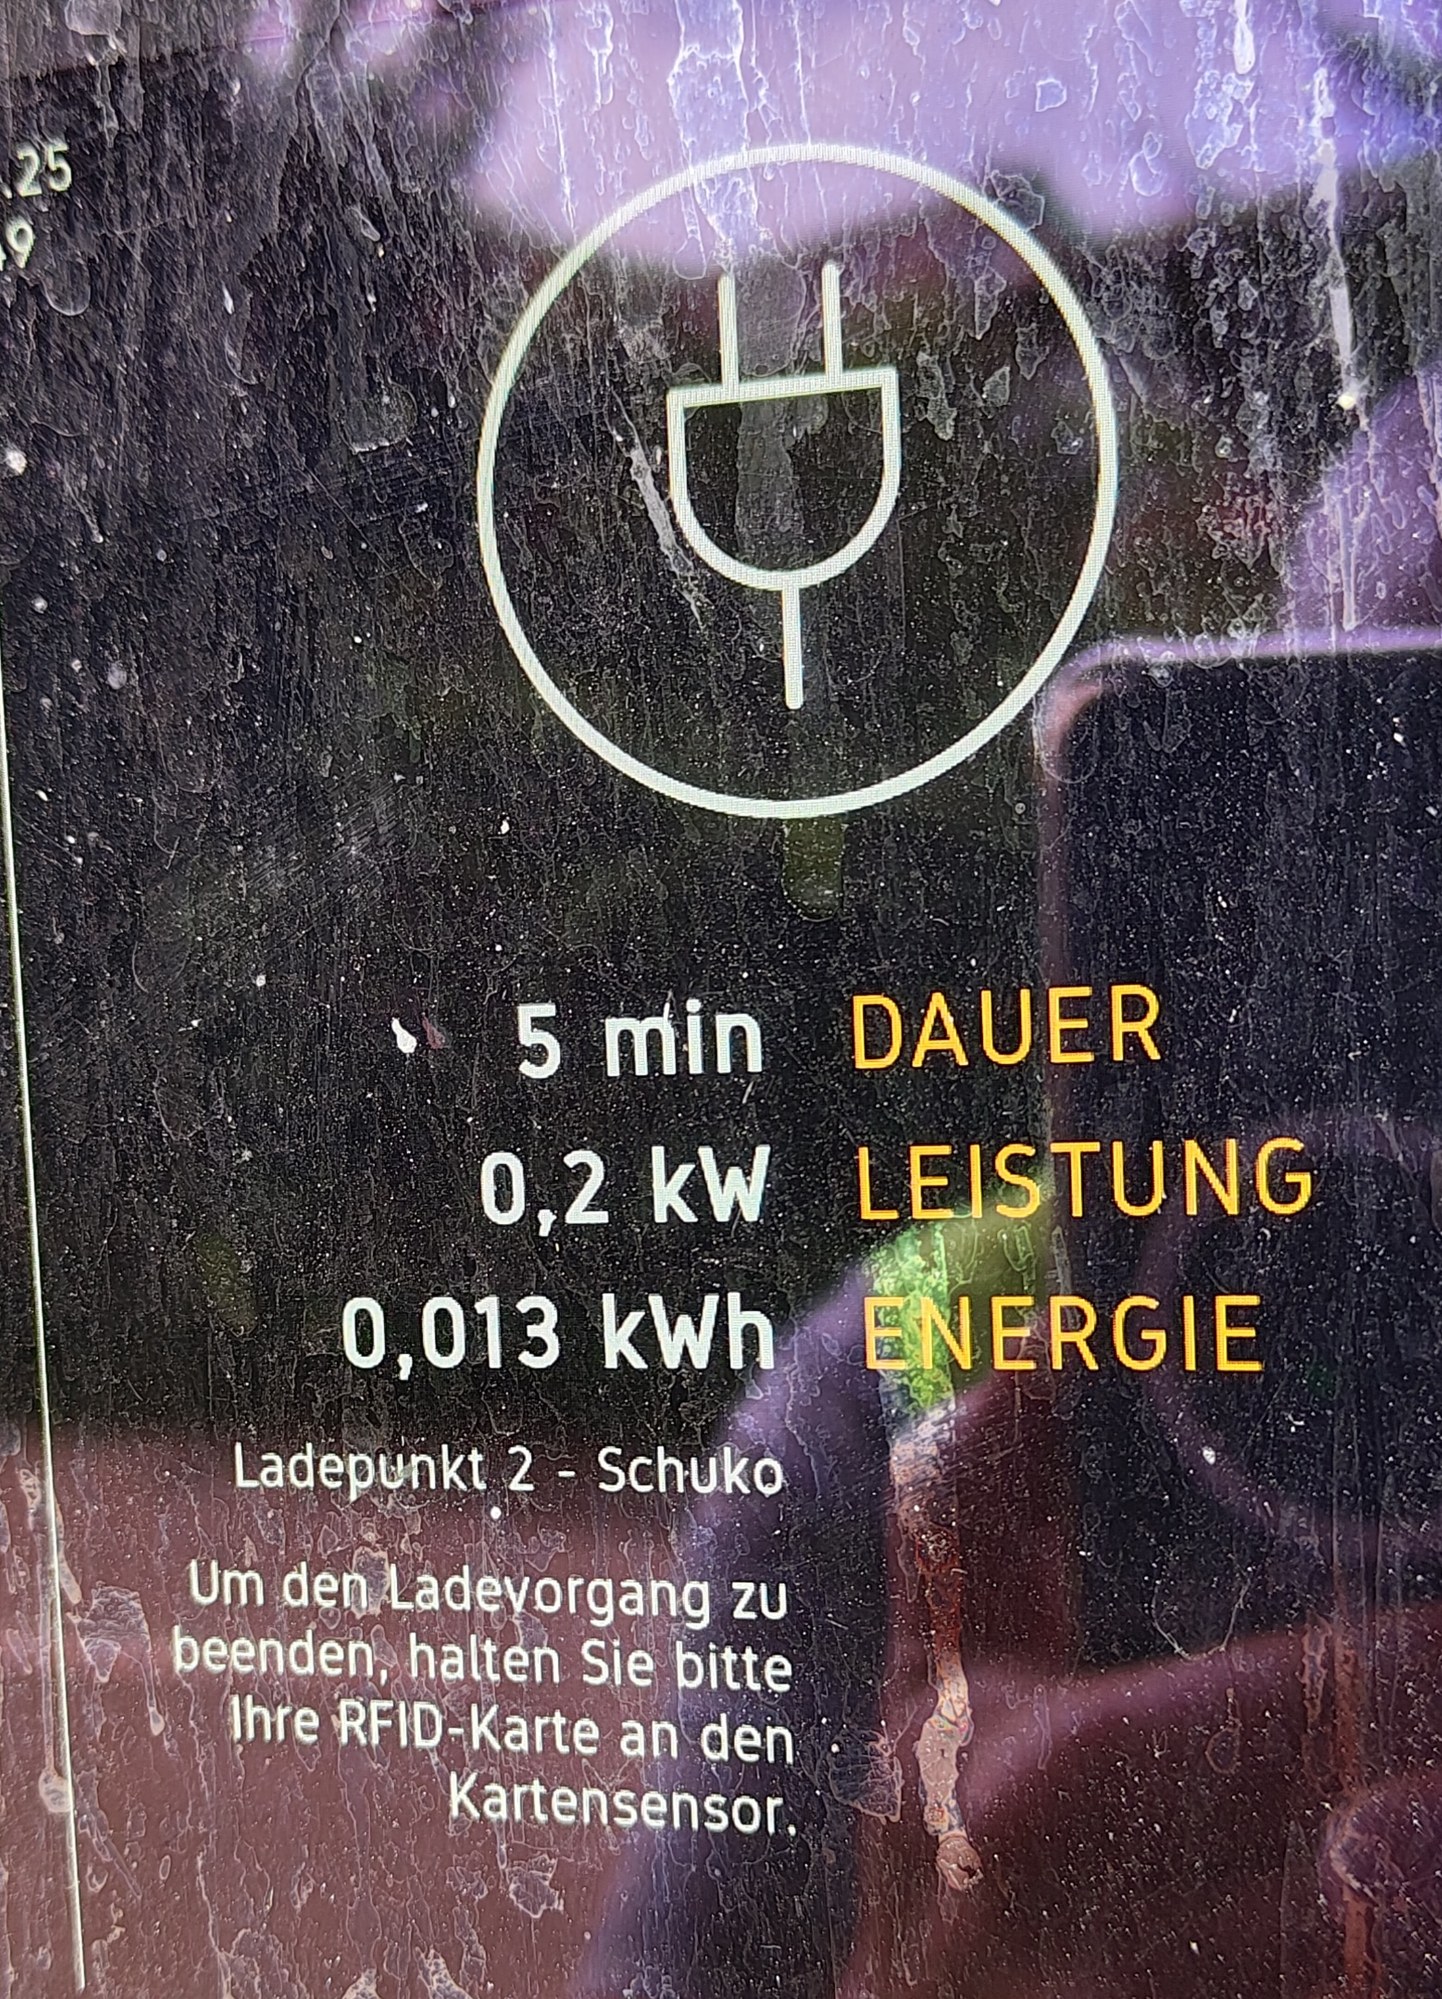 .25
5 min DAUER
0,2 kW LEISTUNG
0,013 kWh ENERGIE
Ladepunkt 2 - Schuko
Um den Ladevorgang zu
beenden, halten Sie bitte
Ihre RFID-Karte an den
Kartensensor.